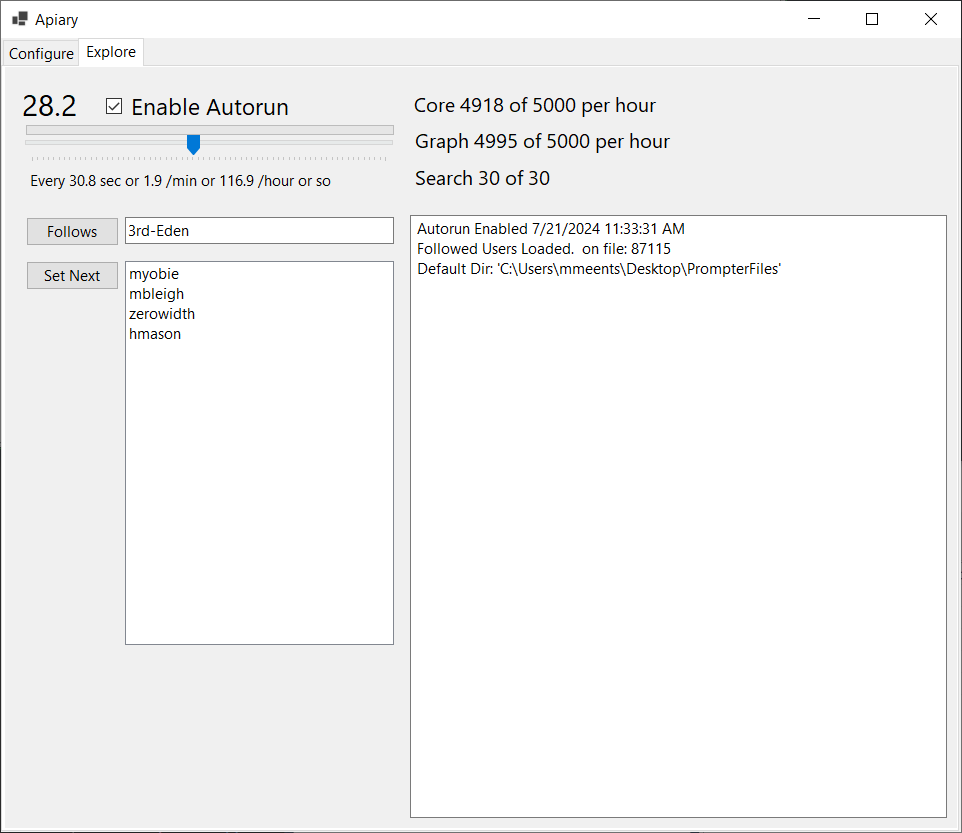 Apiary
Configure
Explore
28.2
Enable Autorun
Every 30.8 sec or 1.9 /min or 116.9 /hour or so
Core 4918 of 5000 per hour
Graph 4995 of 5000 per hour
Search 30 of 30
Follows
3rd-Eden
Set Next
myobie
mbleigh
zerowidth
hmason
Autorun Enabled 7/21/2024 11:33:31 AM
Followed Users Loaded.  on file: 87115
Default Dir: 'C:\Users\mmeents\Desktop\PrompterFiles'